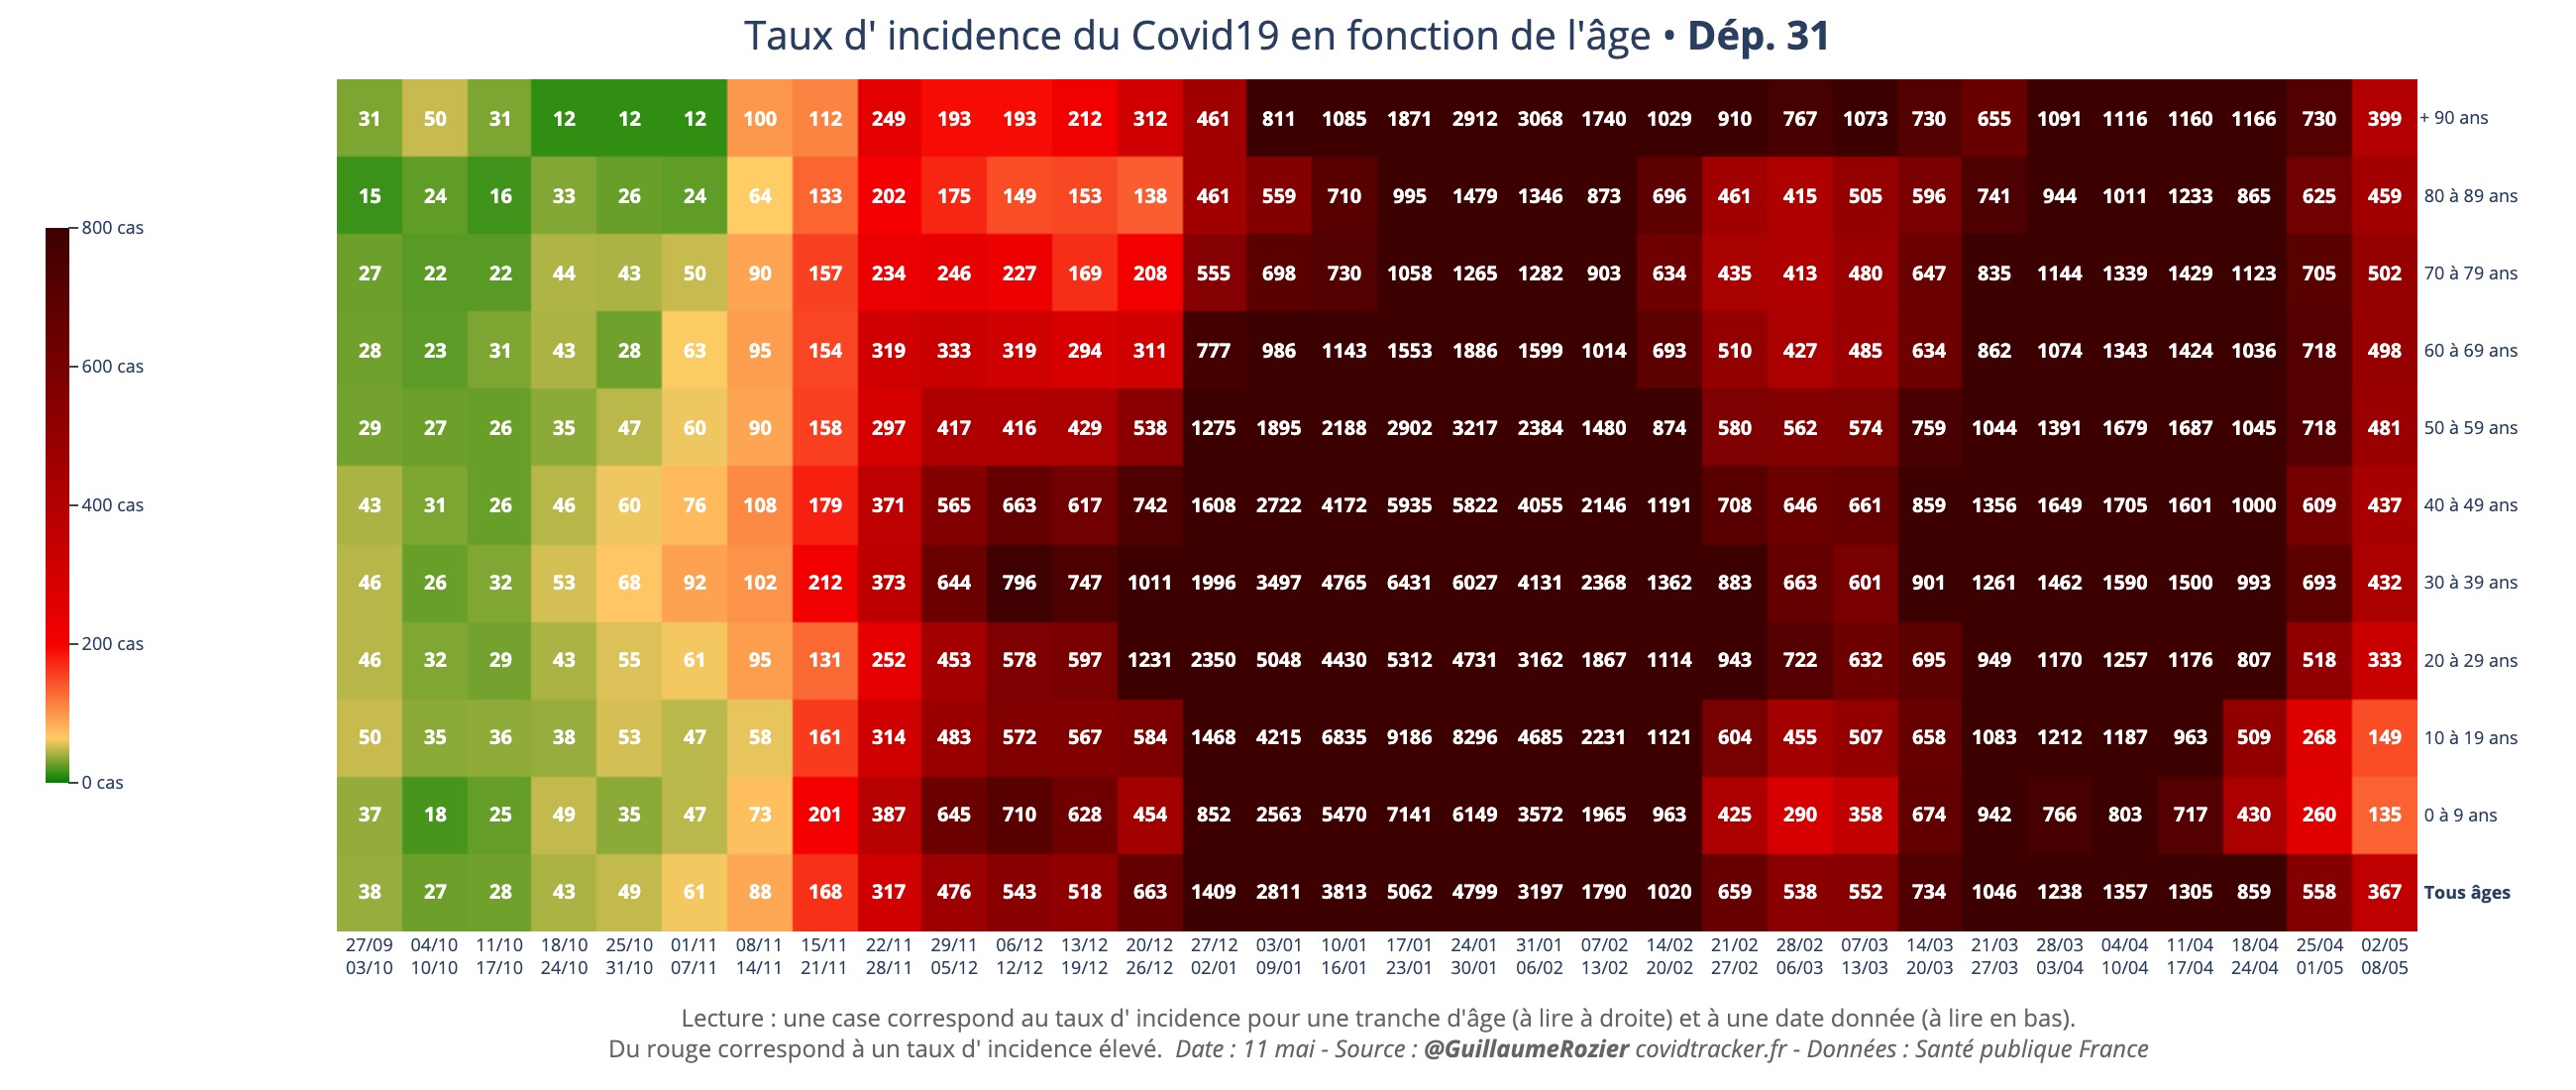 Taux d' incidence du Covid19 en fonction de l'âge • Dép. 31
800 cas
600 cas
400 cas
200 cas
0 cas
31 50 31 12 12 12 100 112 249 193 193 212 312 461 811 1085 1871 2912 3068 1740 1029 910 767 1073 730 655 1091 1116 1160 1166 730 399 + 90 ans
15 24 16 33 26 24 64 133 202 175 149 153 138 461 559 710 995 1479 1346 873 696 461 415 505 596 741 944 1011 1233 865 625 459 80 à 89 ans
27 22 22 44 43 50 90 157 234 246 227 169 208 555 698 730 1058 1265 1282 903 634 435 413 480 647 835 1144 1339 1429 1123 705 502 70 à 79 ans
28 23 31 43 28 63 95 154 319 333 319 294 311 777 986 1143 1553 1886 1599 1014 693 510 427 485 634 862 1074 1343 1424 1036 718 498 60 à 69 ans
29 27 26 35 47 60 90 158 297 417 416 429 538 1275 1895 2188 2902 3217 2384 1480 874 580 562 574 759 1044 1391 1679 1687 1045 718 481 50 à 59 ans
43 31 26 46 60 76 108 179 371 565 663 617 742 1608 2722 4172 5935 5822 4055 2146 1191 708 646 661 859 1356 1649 1705 1601 1000 609 437 40 à 49 ans
46 26 32 53 68 92 102 212 373 644 796 747 1011 1996 3497 4765 6431 6027 4131 2368 1362 883 663 601 901 1261 1462 1590 1500 993 693 432 30 à 39 ans
46 32 29 43 55 61 95 131 252 453 578 597 1231 2350 5048 4430 5312 4731 3162 1867 1114 943 722 632 695 949 1170 1257 1176 807 518 333 20 à 29 ans
50 35 36 38 53 47 58 161 314 483 572 567 584 1468 4215 6835 9186 8296 4685 2231 1121 604 455 507 658 1083 1212 1187 963 509 268 149 10 à 19 ans
37 18 25 49 35 47 73 201 387 645 710 628 454 852 2563 5470 7141 6149 3572 1965 963 425 290 358 674 942 766 803 717 430 260 135 0 à 9 ans
38 27 28 43 49 61 88 168 317 476 543 518 663 1409 2811 3813 5062 4799 3197 1790 1020 659 538 552 734 1046 1238 1357 1305 859 558 367 Tous âges
27/09 04/10 11/10 18/10 25/10 01/11 08/11 15/11 22/11 29/11 06/12 13/12 20/12 27/12 03/01 10/01 17/01 24/01 31/01 07/02 14/02 21/02 28/02 07/03 14/03 21/03 28/03 04/04 11/04 18/04 25/04 02/05
03/10 10/10 17/10 24/10 31/10 07/11 14/11 21/11 28/11 05/12 12/12 19/12 26/12 02/01 09/01 16/01 23/01 30/01 06/02 13/02 20/02 27/02 06/03 13/03 20/03 27/03 03/04 10/04 17/04 24/04 01/05 08/05
Lecture : une case correspond au taux d' incidence pour une tranche d'âge (à lire à droite) et à une date donnée (à lire en bas).
Du rouge correspond à un taux d' incidence élevé. Date : 11 mai - Source : @GuillaumeRozier covidtracker.fr - Données : Santé publique France